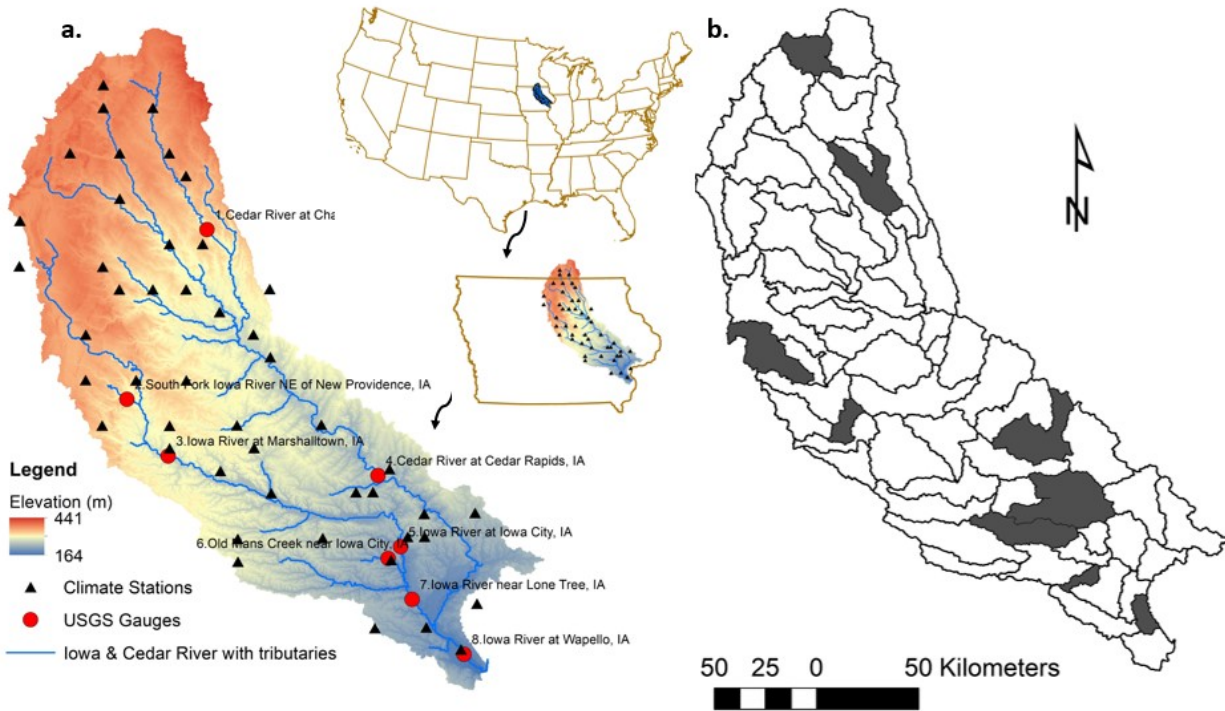 a.
b.
1.Cedar River at Cha
2.South Fork Iowa River NE of New Providence, IA
3.Iowa River at Marshalltown, IA
4.Cedar River at Cedar Rapids, IA
5.Iowa River at Iowa City, IA
6.Old Mans Creek near Iowa City, IA
7.Iowa River near Lone Tree, IA
8.Iowa River at Wapello, IA
Legend
Elevation (m)
441
164
Climate Stations
USGS Gauges
Iowa & Cedar River with tributaries
N
50 25 0 50 Kilometers